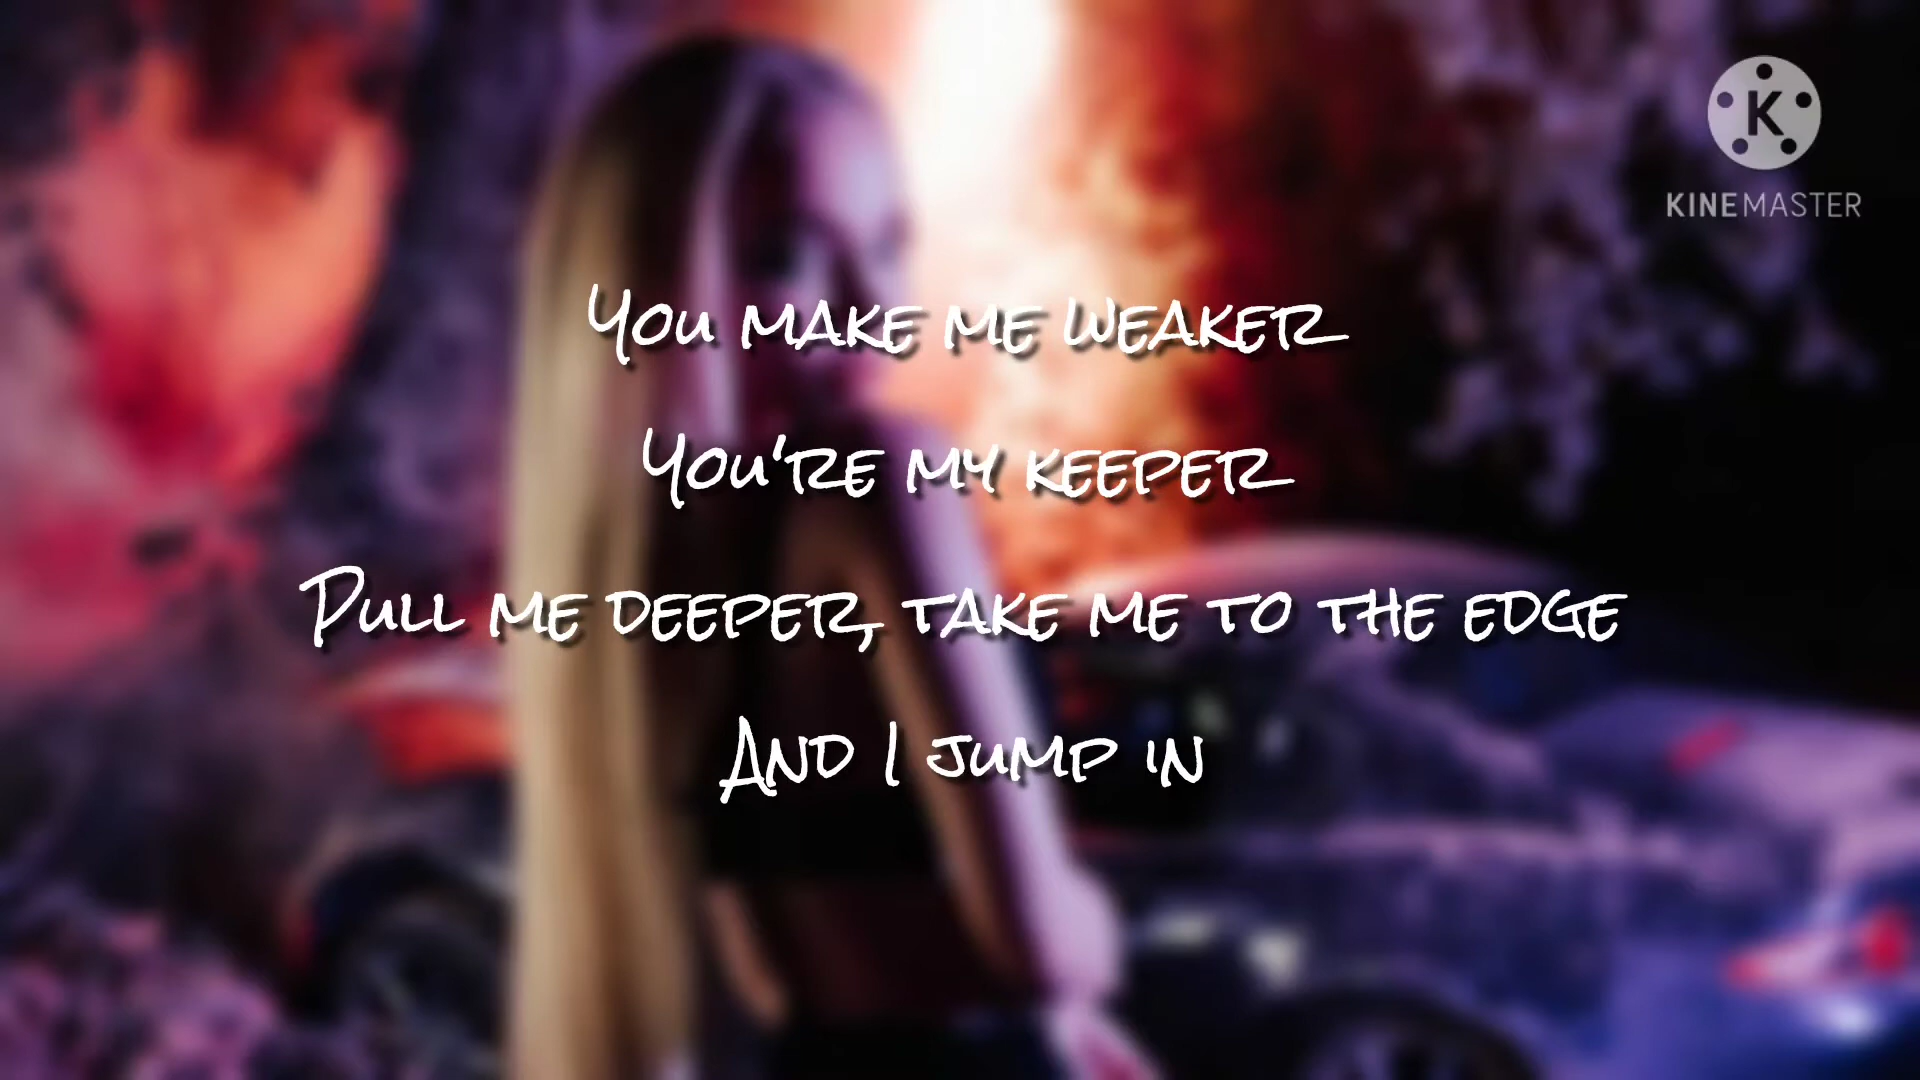 K
KINEMASTER
You make me weaker
You're my keeper
Pull me deeper, take me to the edge
And I jump in